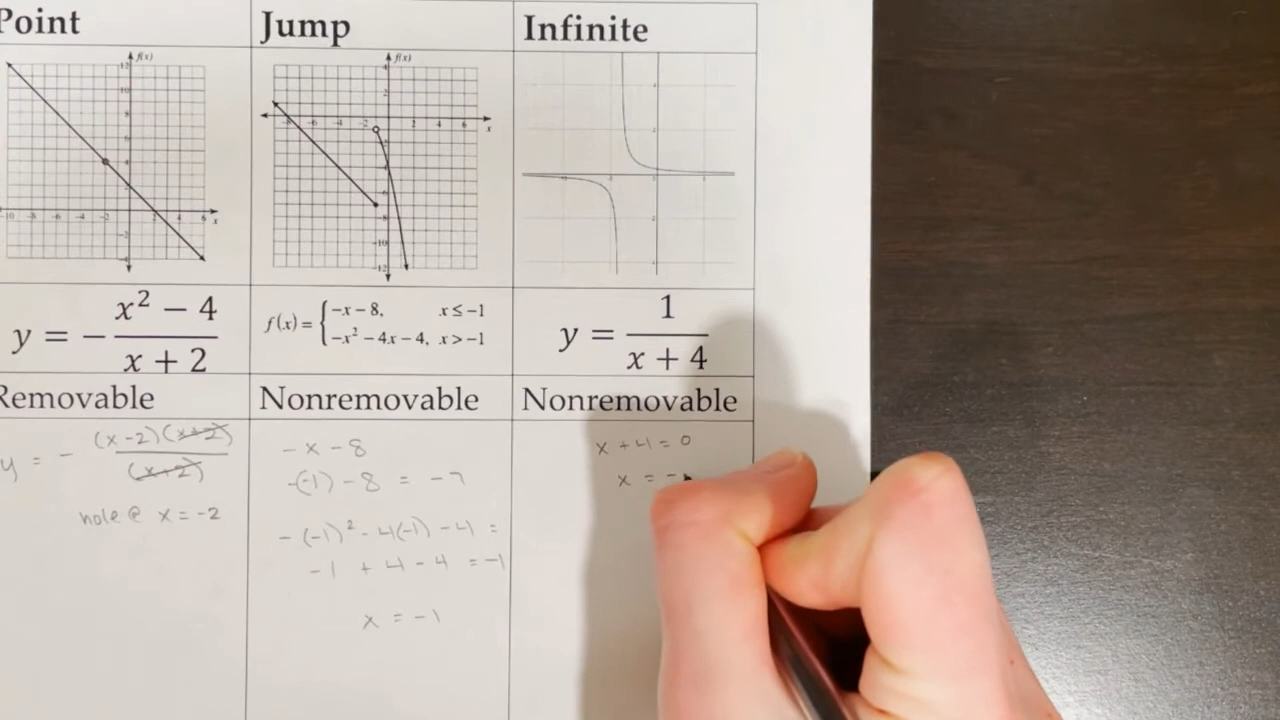 Point
Jump
Infinite
f(x)
f(x)
x
x
y = − (x² − 4)/(x + 2)
f(x) = { −x − 8, x ≤ −1
−x² − 4x − 4, x > −1
y = 1/(x + 4)
Removable
Nonremovable
Nonremovable
y = − (x−2)(x+2)/(x+2)
hole @ x = −2
−x − 8
−(−1) − 8 = −7
−(−1)² − 4(−1) − 4 =
−1 + 4 − 4 = −1
x = −1
x + 4 = 0
x = −